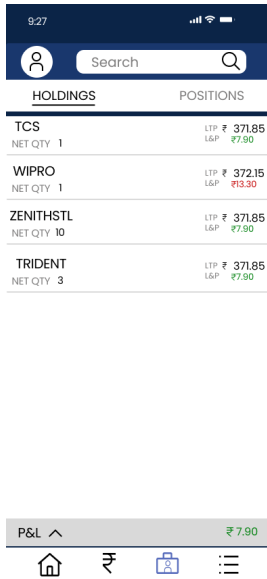 9:27
Search
HOLDINGS POSITIONS
TCS LTP ₹ 371.85
NET QTY 1 L&P ₹7.90
WIPRO LTP ₹ 372.15
NET QTY 1 L&P ₹13.30
ZENITHSTL LTP ₹ 371.85
NET QTY 10 L&P ₹7.90
TRIDENT LTP ₹ 371.85
NET QTY 3 L&P ₹7.90
P&L ₹ 7.90
₹